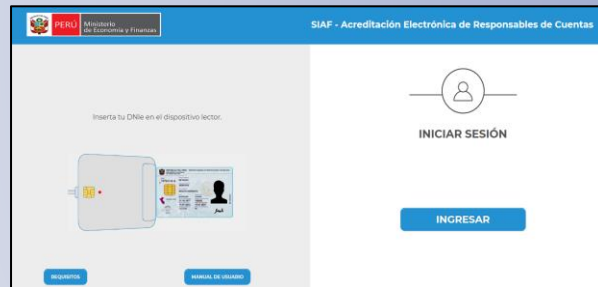 PERÚ
Ministerio
de Economía y Finanzas
SIAF - Acreditación Electrónica de Responsables de Cuentas
Inserta tu DNIe en el dispositivo lector.
INICIAR SESIÓN
INGRESAR
REQUISITOS
MANUAL DE USUARIO